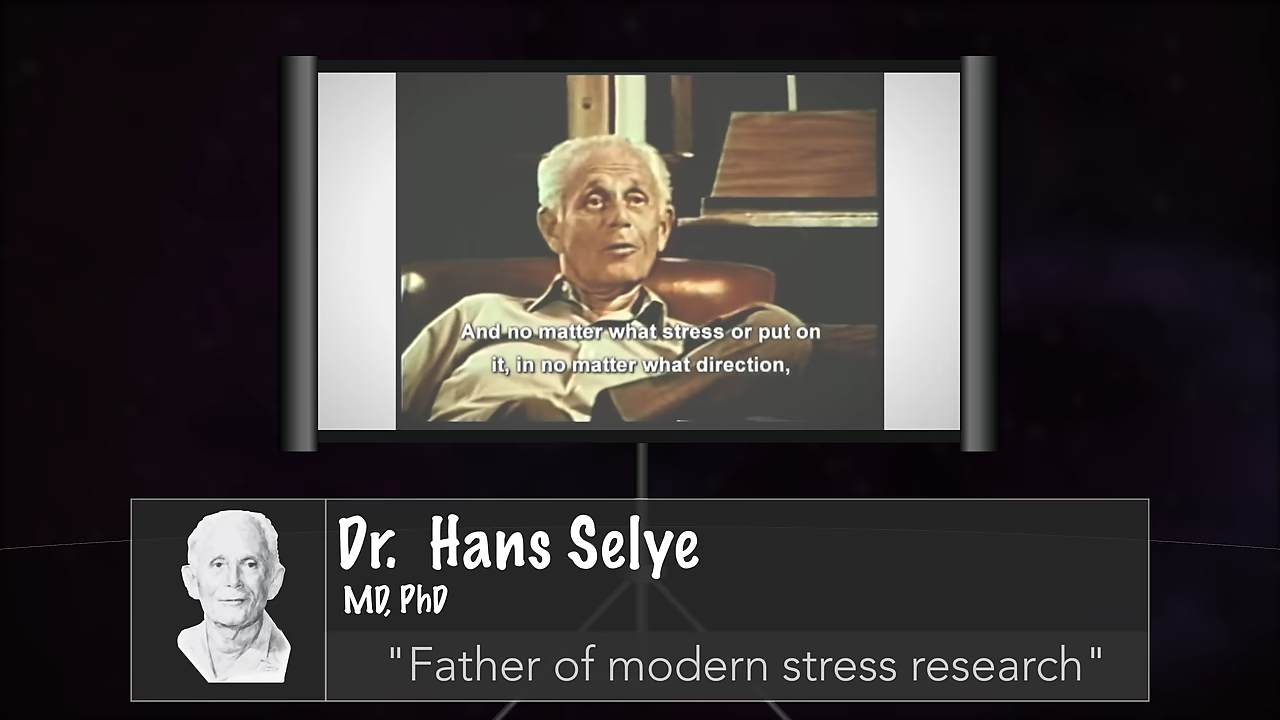 And no matter what stress or put on
it, in no matter what direction,
Dr. Hans Selye
MD, PhD
"Father of modern stress research"